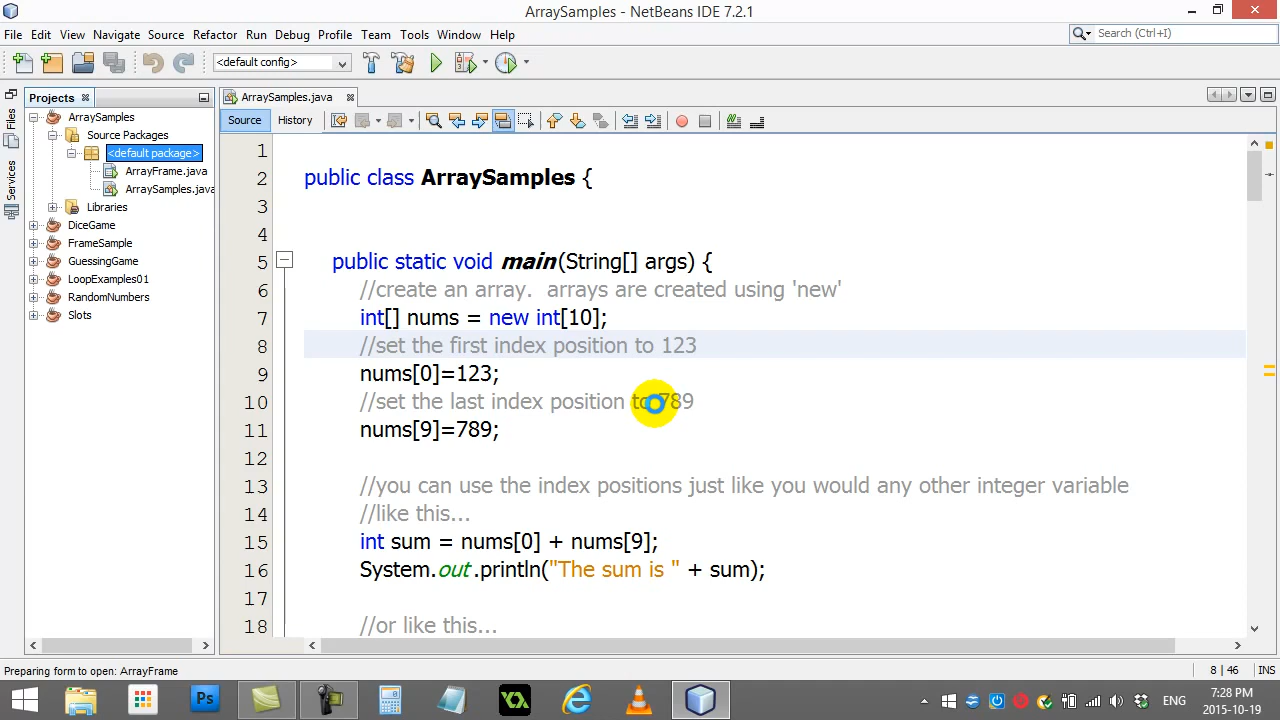 ArraySamples - NetBeans IDE 7.2.1
File Edit View Navigate Source Refactor Run Debug Profile Team Tools Window Help
Search (Ctrl+I)
<default config>
Files
Services
Projects
ArraySamples
Source Packages
<default package>
ArrayFrame.java
ArraySamples.java
Libraries
DiceGame
FrameSample
GuessingGame
LoopExamples01
RandomNumbers
Slots
ArraySamples.java
Source History
1
2 public class ArraySamples {
3
4
5 public static void main(String[] args) {
6 //create an array.  arrays are created using 'new'
7 int[] nums = new int[10];
8 //set the first index position to 123
9 nums[0]=123;
10 //set the last index position to 789
11 nums[9]=789;
12
13 //you can use the index positions just like you would any other integer variable
14 //like this...
15 int sum = nums[0] + nums[9];
16 System.out.println("The sum is " + sum);
17
18 //or like this...
Preparing form to open: ArrayFrame
8 | 46 INS
Ps
ENG
7:28 PM
2015-10-19